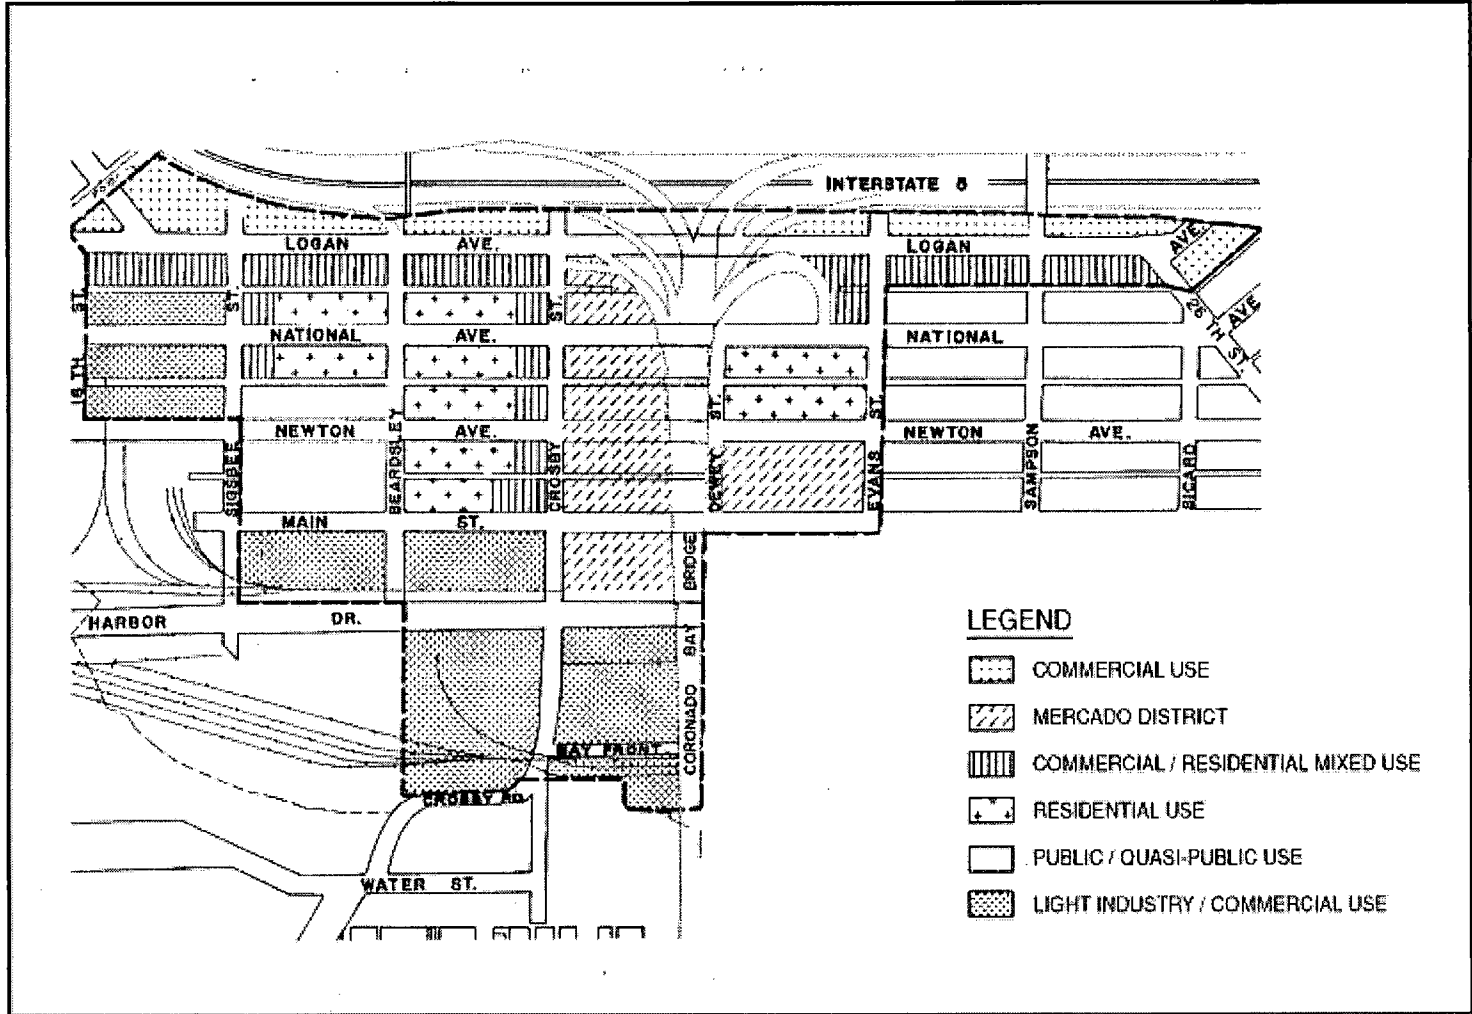 INTERSTATE 5
LOGAN AVE. LOGAN AVE.
ST. ST. ST.
NATIONAL AVE. NATIONAL AVE
26 TH ST.
16 TH
ST. ST.
NEWTON AVE. NEWTON AVE.
SIGSBEE
BEARDSLEY
CROSBY
DEWEY
EVANS
SAMPSON
SICARD
MAIN ST.
HARBOR DR.
CORONADO BAY BRIDGE
BAY FRONT
CROSBY RD.
WATER ST.
LEGEND
COMMERCIAL USE
MERCADO DISTRICT
COMMERCIAL / RESIDENTIAL MIXED USE
RESIDENTIAL USE
PUBLIC / QUASI-PUBLIC USE
LIGHT INDUSTRY / COMMERCIAL USE